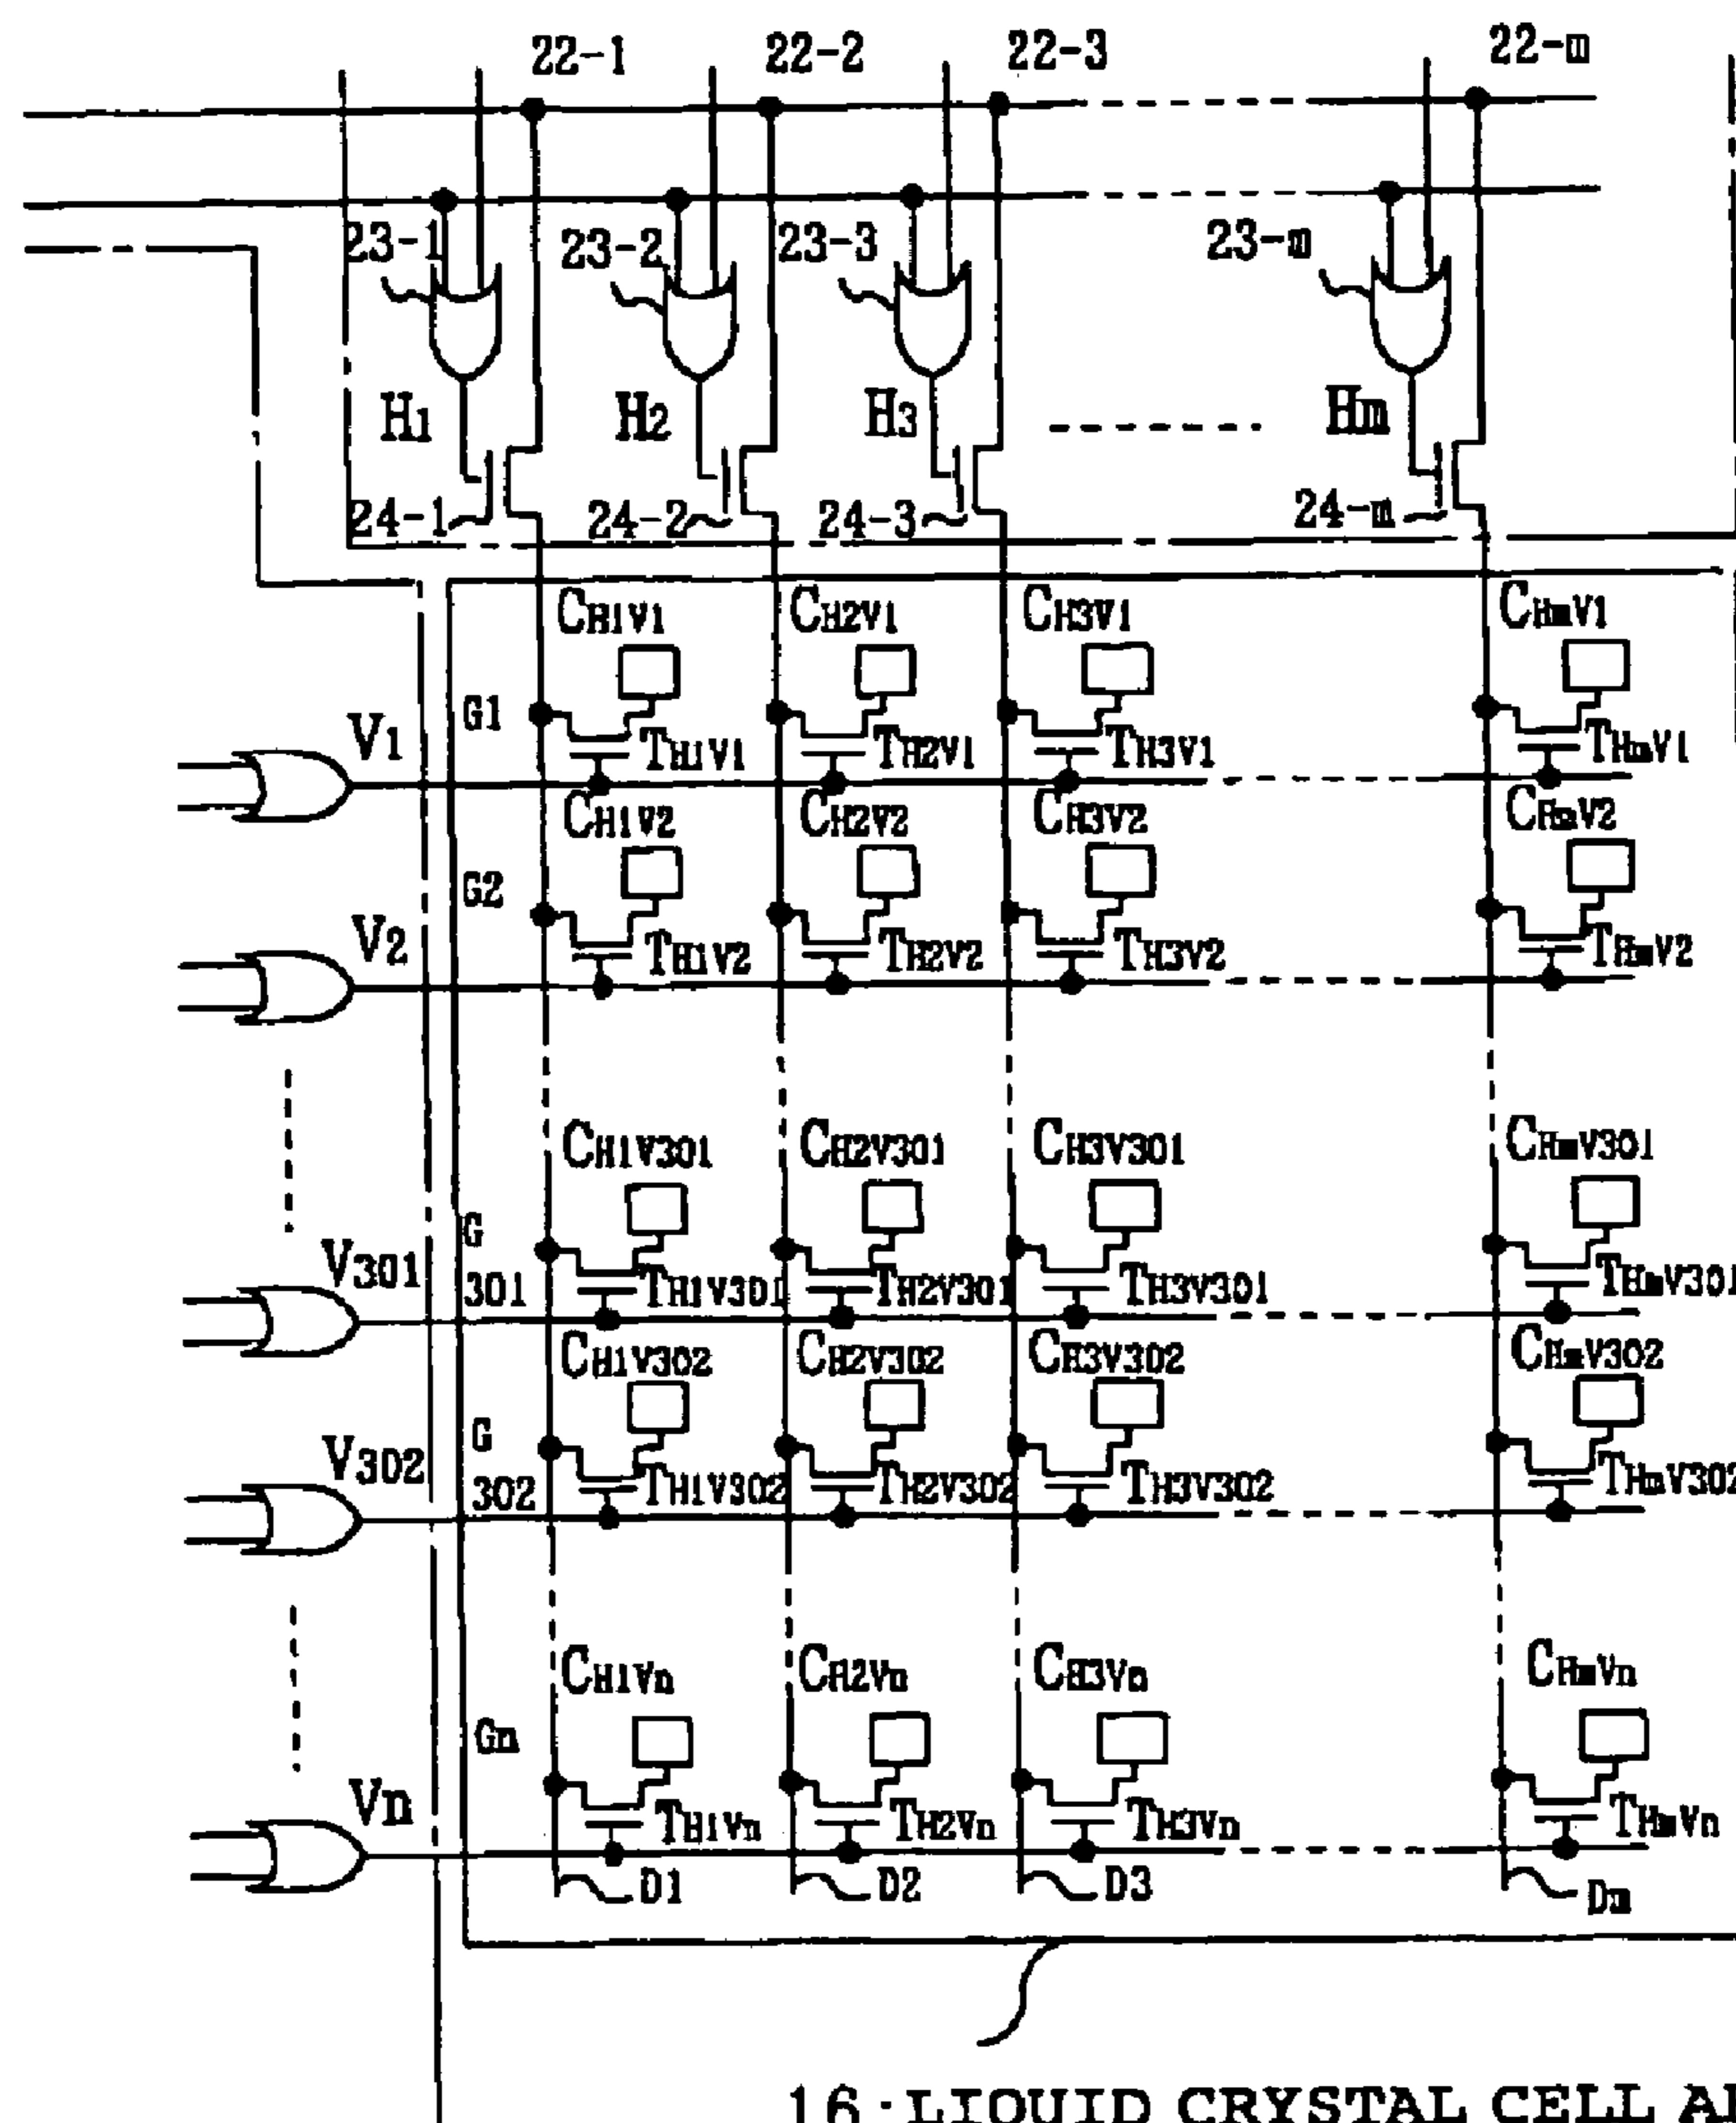 22-1 22-2 22-3 22-m
23-1 23-2 23-3 23-m
H1 H2 H3 Hm
24-1 24-2 24-3 24-m
CH1V1 CH2V1 CH3V1 CHmV1
V1 G1 TH1V1 TH2V1 TH3V1 THmV1
CH1V2 CH2V2 CH3V2 CHmV2
V2 G2 TH1V2 TH2V2 TH3V2 THmV2
CH1V301 CH2V301 CH3V301 CHmV301
V301 G 301 TH1V301 TH2V301 TH3V301 THmV301
CH1V302 CH2V302 CH3V302 CHmV302
V302 G 302 TH1V302 TH2V302 TH3V302 THmV302
CH1Vn CH2Vn CH3Vn CHmVn
Vn Gn TH1Vn TH2Vn TH3Vn THmVn
D1 D2 D3 Dm
16: LIQUID CRYSTAL CELL